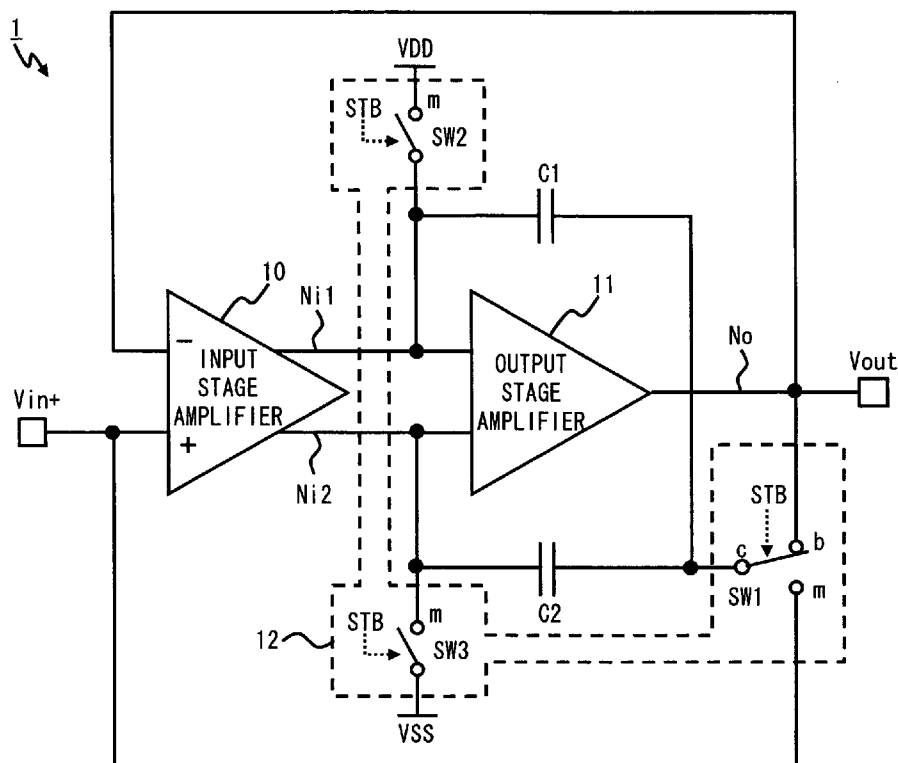 1
VDD
STB
m
SW2
C1
10
Ni1
11
No
Vout
INPUT
STAGE
AMPLIFIER
−
+
OUTPUT
STAGE
AMPLIFIER
Vin+
Ni2
STB
c
b
SW1
m
C2
12
STB
m
SW3
VSS